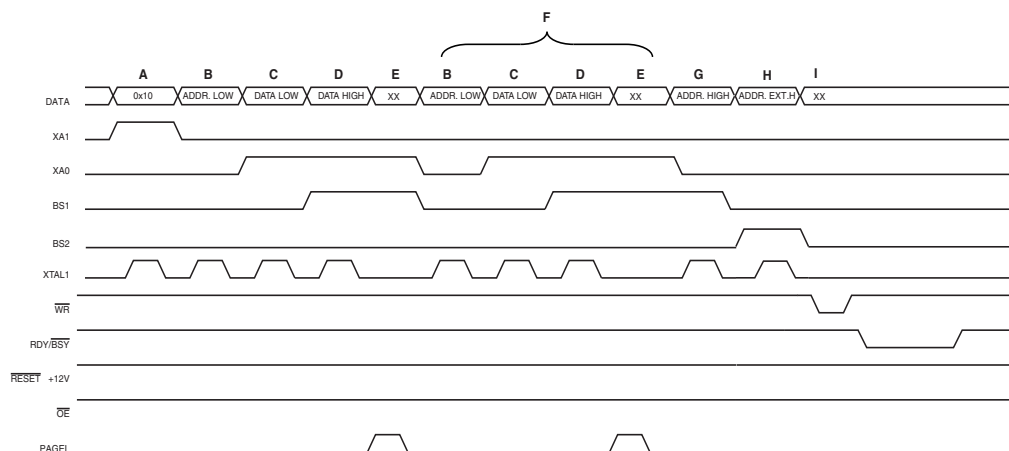 F
A B C D E B C D E G H I
DATA 0x10 ADDR. LOW DATA LOW DATA HIGH XX ADDR. LOW DATA LOW DATA HIGH XX ADDR. HIGH ADDR. EXT.H XX
XA1
XA0
BS1
BS2
XTAL1
WR
RDY/BSY
RESET +12V
OE
PAGEL